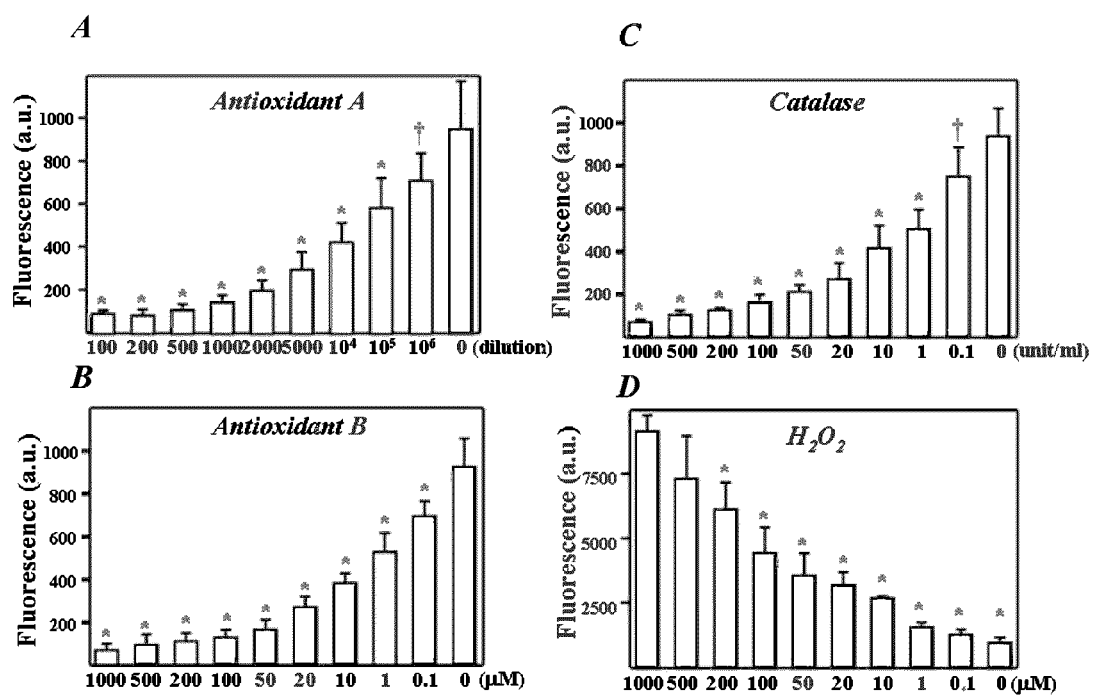 A
Antioxidant A
Fluorescence (a.u.)
1000
800
600
400
200
* * * * * * * * †
100 200 500 1000 2000 5000 10⁴ 10⁵ 10⁶ 0 (dilution)
B
Antioxidant B
Fluorescence (a.u.)
1000
800
600
400
200
* * * * * * * * *
1000 500 200 100 50 20 10 1 0.1 0 (μM)
C
Catalase
Fluorescence (a.u.)
1000
800
600
400
200
* * * * * * * * †
1000 500 200 100 50 20 10 1 0.1 0 (unit/ml)
D
H₂O₂
Fluorescence (a.u.)
7500
5000
2500
* * * * * * * *
1000 500 200 100 50 20 10 1 0.1 0 (μM)